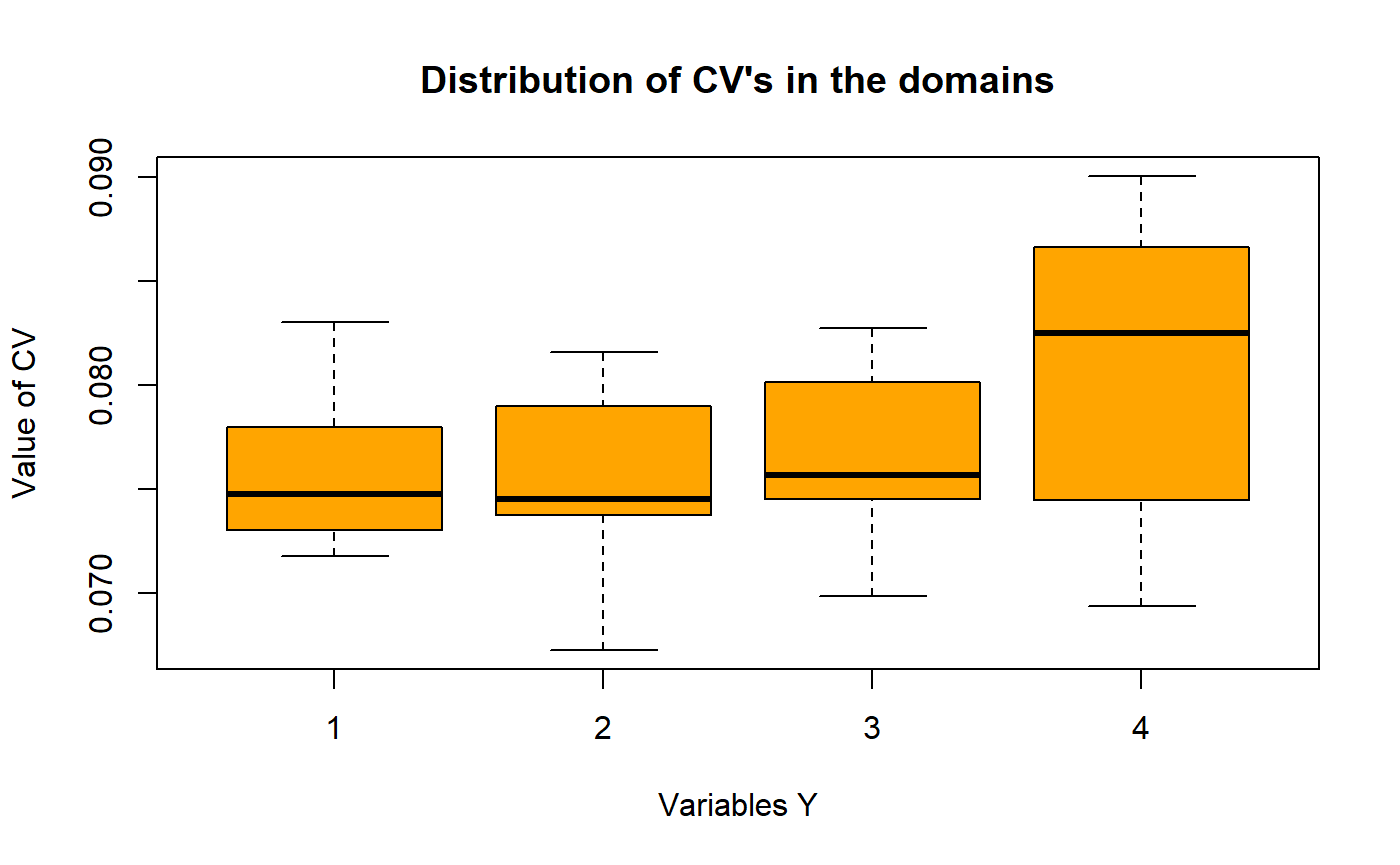 Distribution of CV's in the domains
Value of CV
0.090
0.080
0.070
1 2 3 4
Variables Y